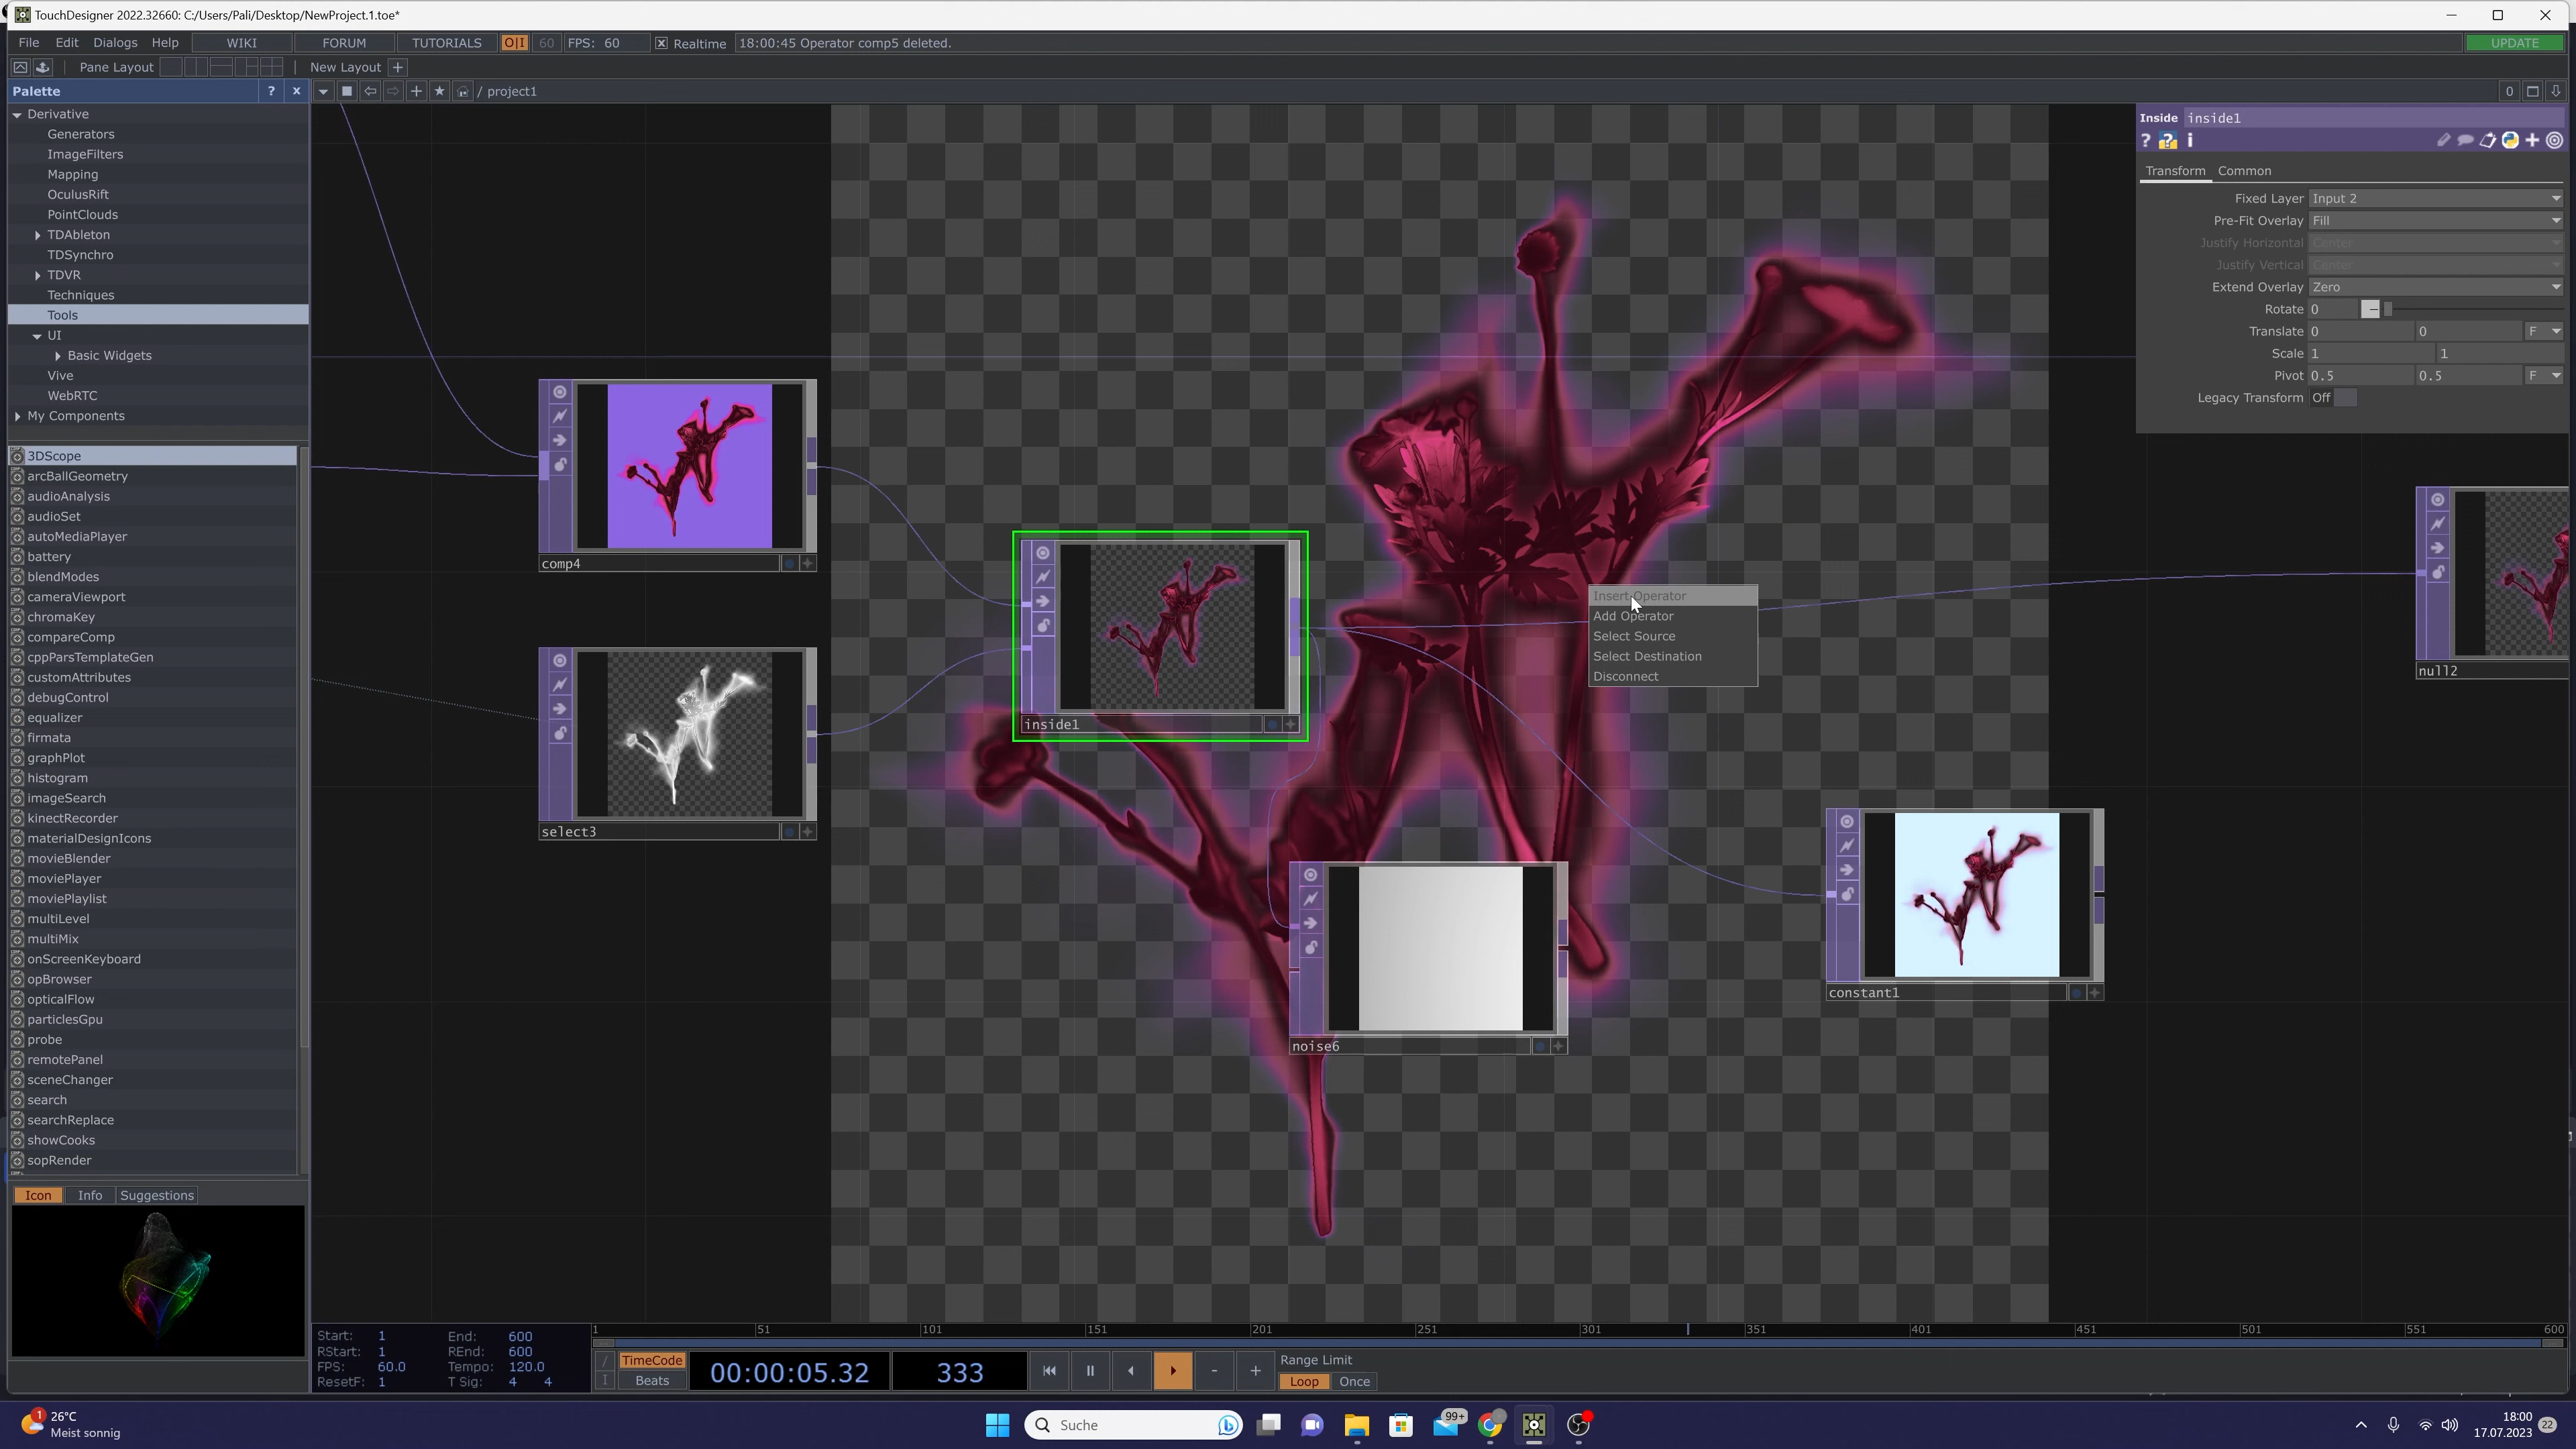 TouchDesigner 2022.32660: C:/Users/Pali/Desktop/NewProject.1.toe*
File Edit Dialogs Help WIKI FORUM TUTORIALS O|I 60 FPS: 60 Realtime 18:00:45 Operator comp5 deleted. UPDATE
Pane Layout New Layout +
Palette ? x / project1 0
Derivative
Generators
ImageFilters
Mapping
OculusRift
PointClouds
TDAbleton
TDSynchro
TDVR
Techniques
Tools
UI
Basic Widgets
Vive
WebRTC
My Components
3DScope
arcBallGeometry
audioAnalysis
audioSet
autoMediaPlayer
battery
blendModes
cameraViewport
chromaKey
compareComp
cppParsTemplateGen
customAttributes
debugControl
equalizer
firmata
graphPlot
histogram
imageSearch
kinectRecorder
materialDesignIcons
movieBlender
moviePlayer
moviePlaylist
multiLevel
multiMix
onScreenKeyboard
opBrowser
opticalFlow
particlesGpu
probe
remotePanel
sceneChanger
search
searchReplace
showCooks
sopRender
Icon Info Suggestions
comp4
select3
inside1
noise6
constant1
null2
Insert Operator
Add Operator
Select Source
Select Destination
Disconnect
Inside inside1
? ? i
Transform Common
Fixed Layer Input 2
Pre-Fit Overlay Fill
Justify Horizontal Center
Justify Vertical Center
Extend Overlay Zero
Rotate 0
Translate 0 0 F
Scale 1 1
Pivot 0.5 0.5 F
Legacy Transform Off
Start: 1 End: 600
RStart: 1 REnd: 600
FPS: 60.0 Tempo: 120.0
ResetF: 1 T Sig: 4 4
1 51 101 151 201 251 301 351 401 451 501 551 600
TimeCode
Beats
00:00:05.32 333
Range Limit
Loop Once
1 26°C
Meist sonnig
Suche
99+
18:00
17.07.2023
22